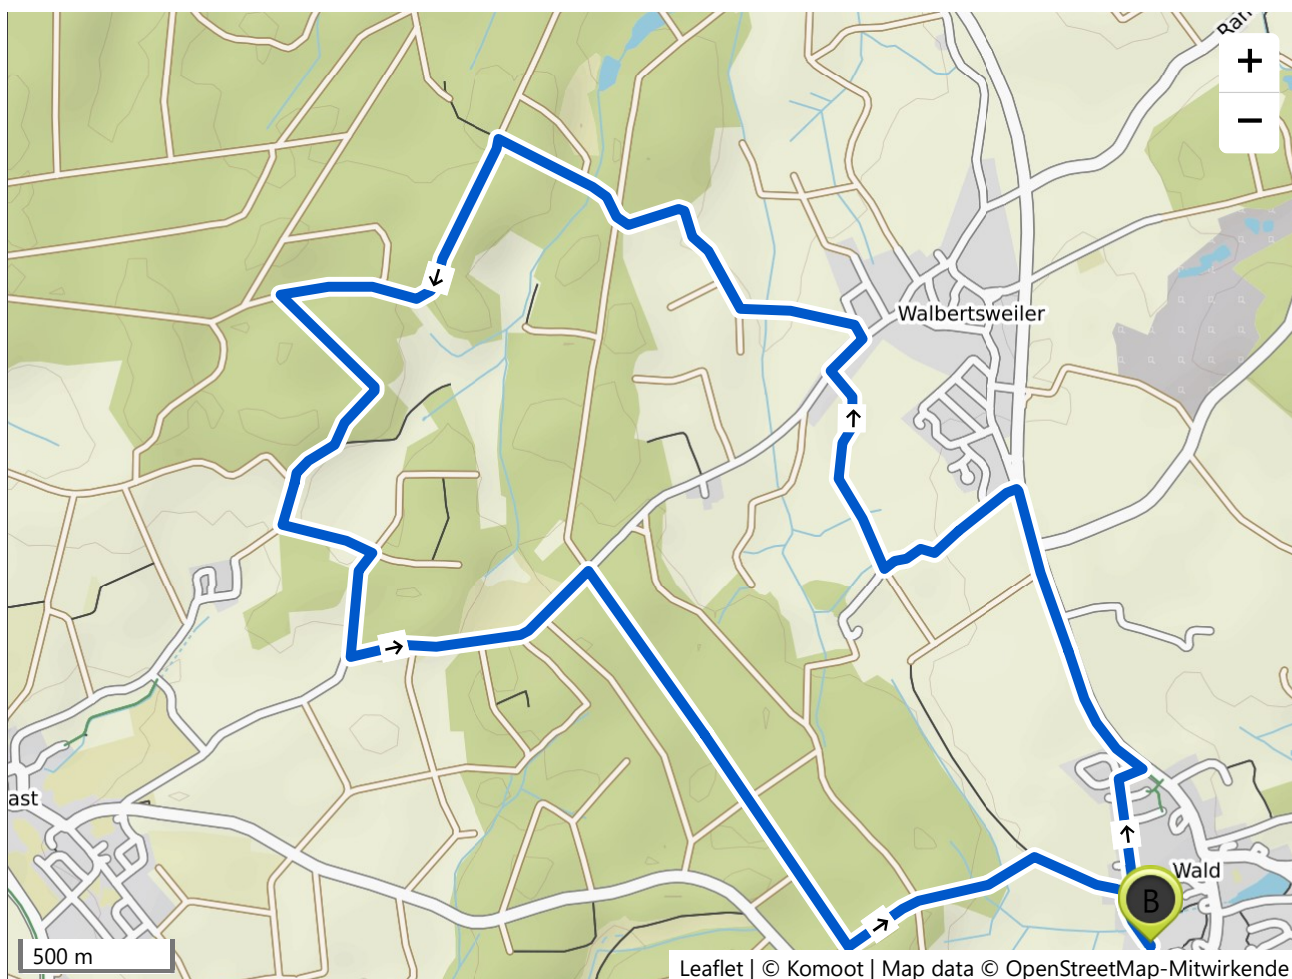 +
−
Walbertsweiler
ast
Wald
B
500 m
Leaflet | © Komoot | Map data © OpenStreetMap-Mitwirkende